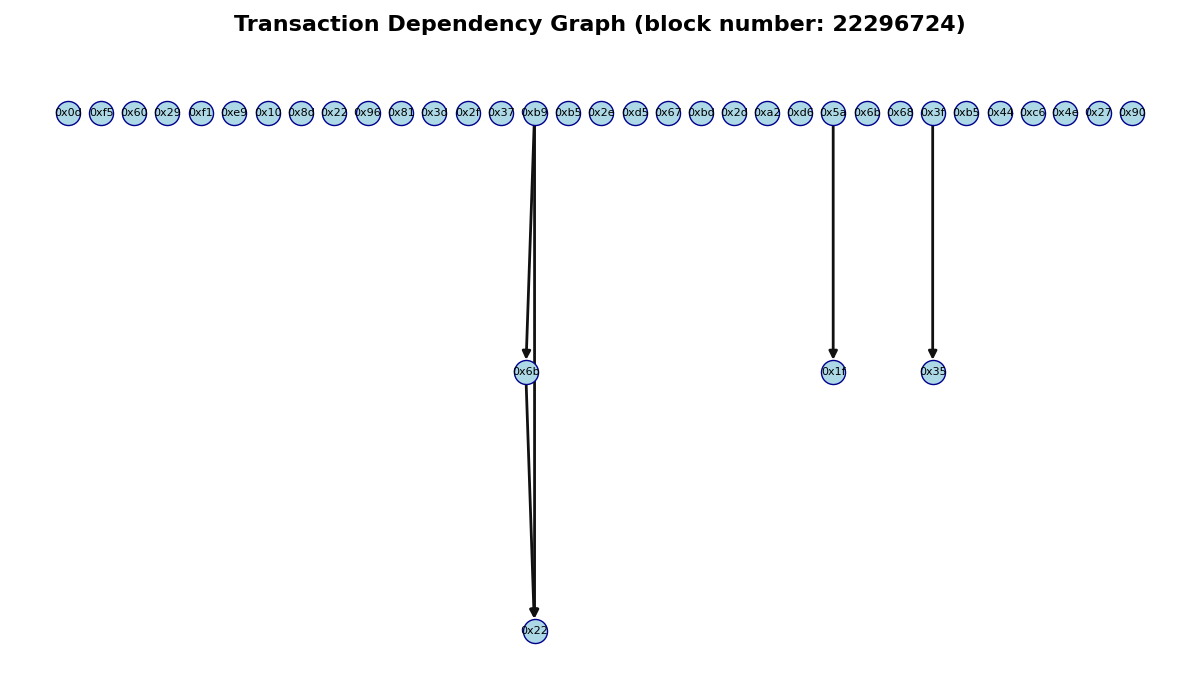 Transaction Dependency Graph (block number: 22296724)
0x0d 0xf5 0x60 0x29 0xf1 0xe9 0x10 0x8d 0x22 0x96 0x81 0x3d 0x2f 0x37 0xb9 0xb5 0x2e 0xd5 0x67 0xbd 0x2d 0xa2 0xd6 0x5a 0x6b 0x68 0x3f 0xb5 0x44 0xc6 0x4e 0x27 0x90
0x6b 0x1f 0x35
0x22